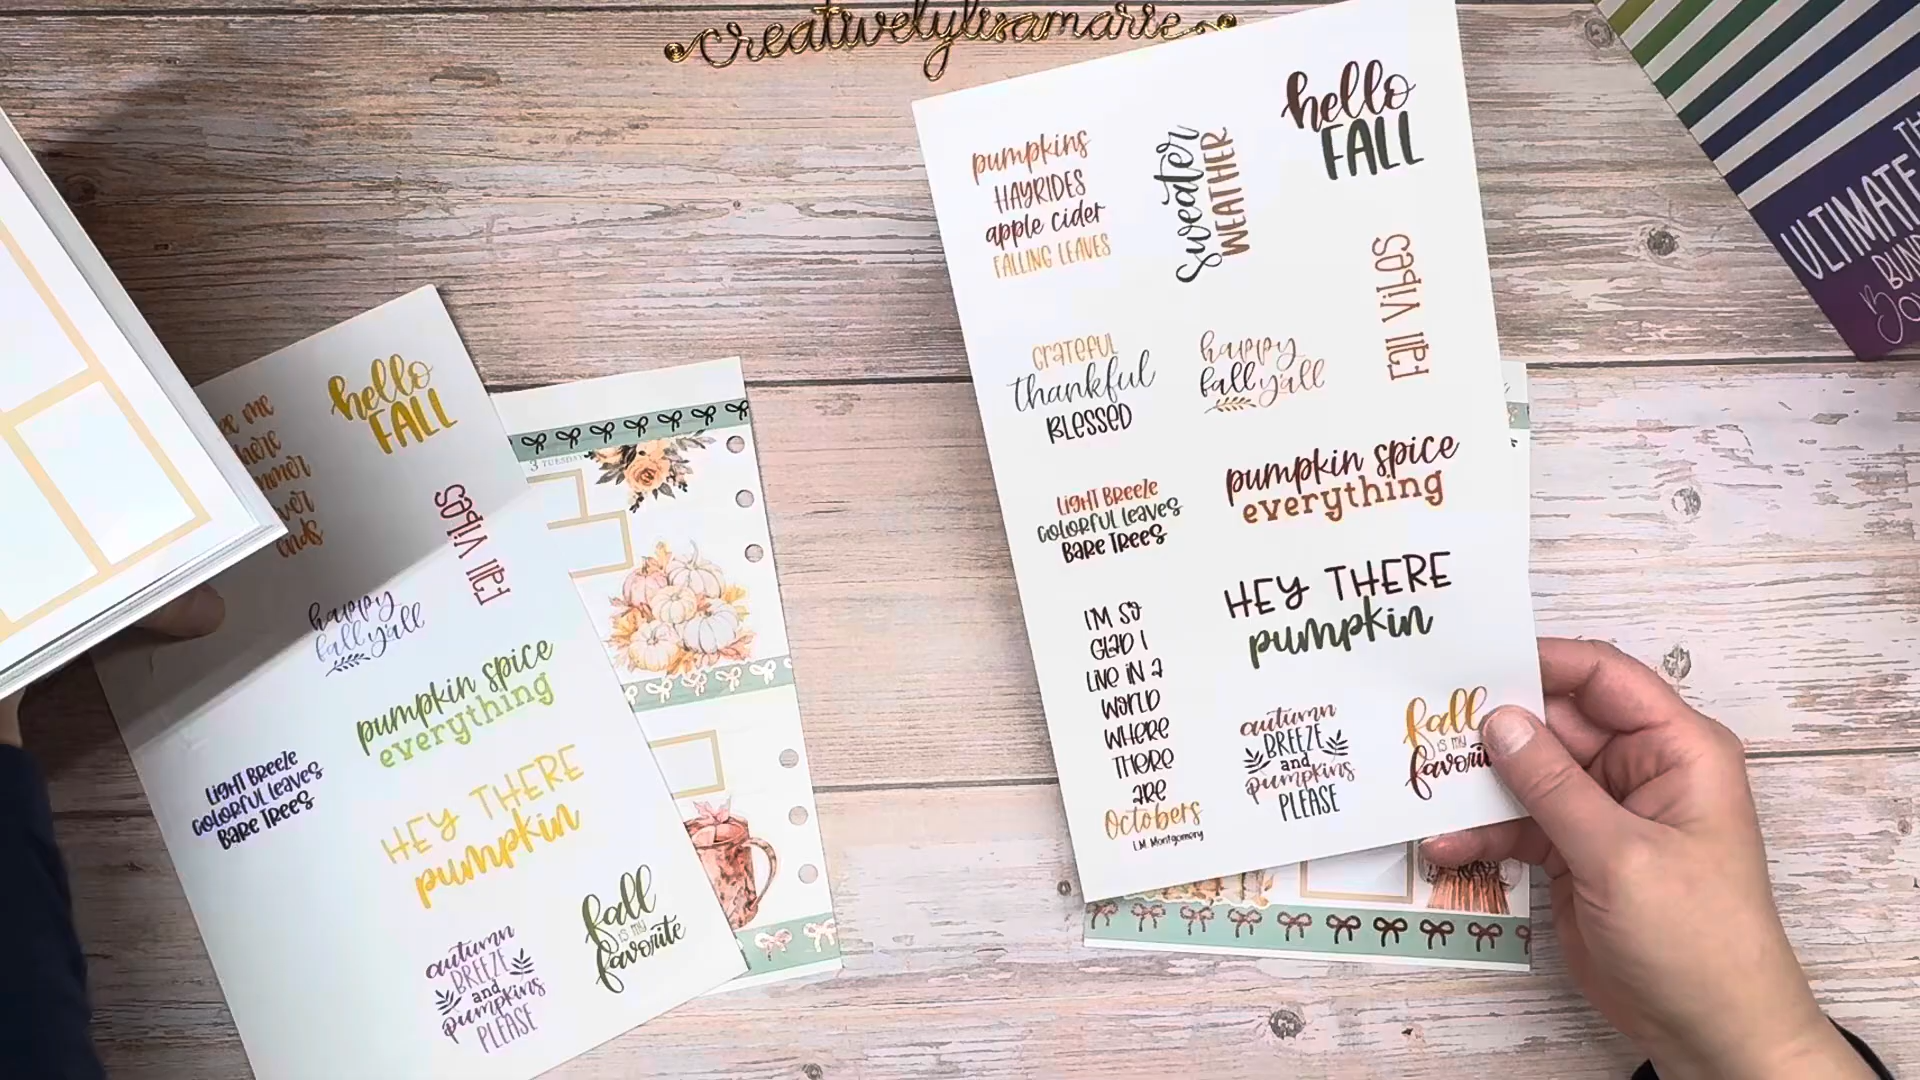 creativelylisamarie
pumpkins
HAYRIDES
apple cider
FALLING LEAVES
Sweater
WEATHER
hello
FALL
Fall Vibes
Grateful
thankful
BLESSED
happy
fall y'all
LIGHT BREEZE
COLORFUL LEAVES
BARE TREES
pumpkin spice
everything
HEY THERE
pumpkin
I'M SO
GLAD I
LIVE IN A
WORLD
WHERE
THERE
ARE
Octobers
L.M. Montgomery
autumn
BREEZE
and
pumpkins
PLEASE
fall
IS MY
favorite
hello
FALL
Fall Vibes
happy
fall y'all
pumpkin spice
everything
LIGHT BREEZE
COLORFUL LEAVES
BARE TREES
HEY THERE
pumpkin
autumn
BREEZE
and
pumpkins
PLEASE
fall
IS MY
favorite
3 TUESDAY
ULTIMATE